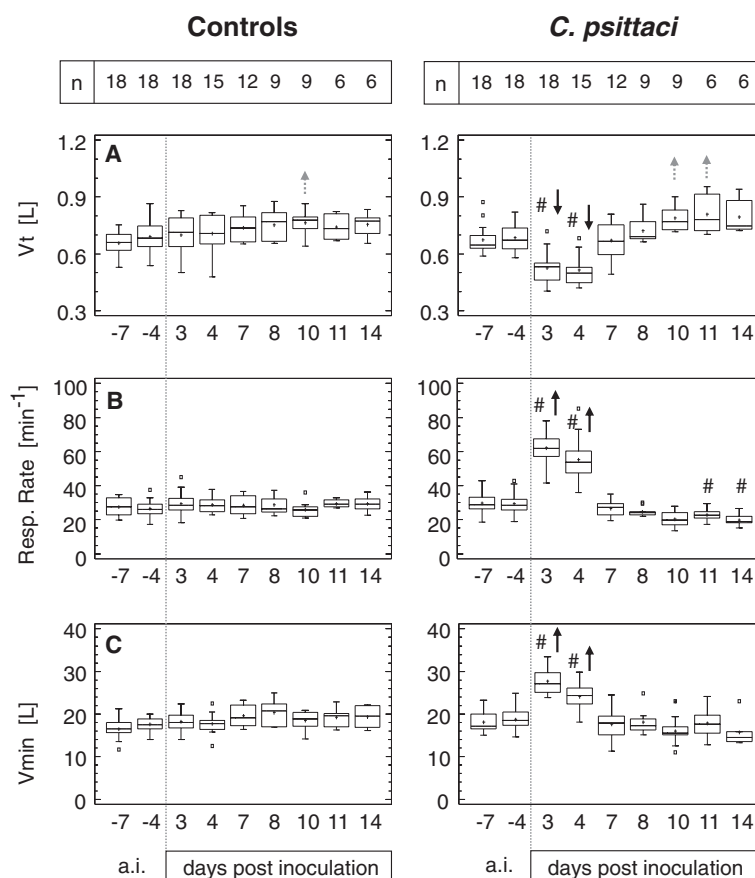 Controls C. psittaci
n 18 18 18 15 12 9 9 6 6 n 18 18 18 15 12 9 9 6 6
A
Vt [L]
1.2
0.9
0.6
0.3
1.2
0.9
0.6
0.3
# #
-7 -4 3 4 7 8 10 11 14 -7 -4 3 4 7 8 10 11 14
B
Resp. Rate [min-1]
100
80
60
40
20
0
100
80
60
40
20
0
# # # #
-7 -4 3 4 7 8 10 11 14 -7 -4 3 4 7 8 10 11 14
C
Vmin [L]
40
30
20
10
0
40
30
20
10
0
# #
-7 -4 3 4 7 8 10 11 14 -7 -4 3 4 7 8 10 11 14
a.i. days post inoculation a.i. days post inoculation